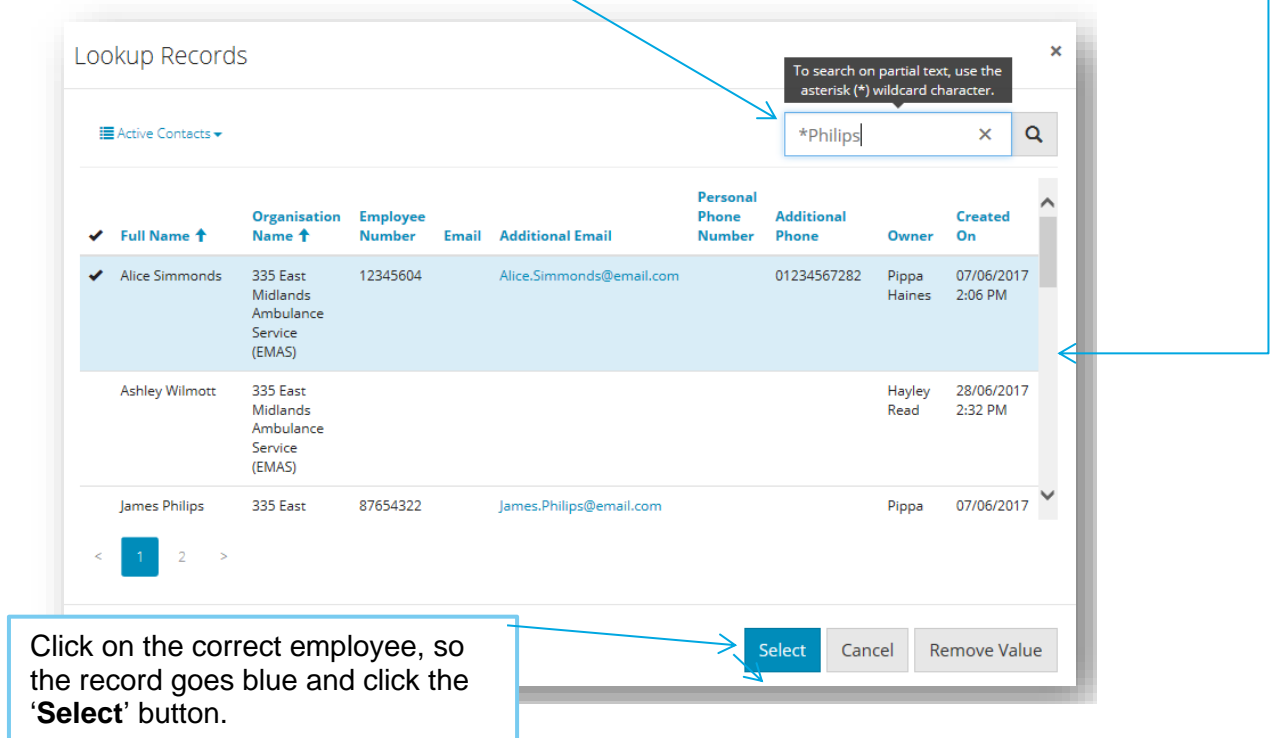 Lookup Records ×
To search on partial text, use the
asterisk (*) wildcard character.
Active Contacts
*Philips ×
Personal
Organisation Employee Phone Additional Created
✔ Full Name ↑ Name ↑ Number Email Additional Email Number Phone Owner On
✔ Alice Simmonds 335 East 12345604 Alice.Simmonds@email.com 01234567282 Pippa 07/06/2017
Midlands Haines 2:06 PM
Ambulance
Service
(EMAS)
Ashley Wilmott 335 East Hayley 28/06/2017
Midlands Read 2:32 PM
Ambulance
Service
(EMAS)
James Philips 335 East 87654322 James.Philips@email.com Pippa 07/06/2017
< 1 2 >
Select Cancel Remove Value
Click on the correct employee, so
the record goes blue and click the
‘Select’ button.